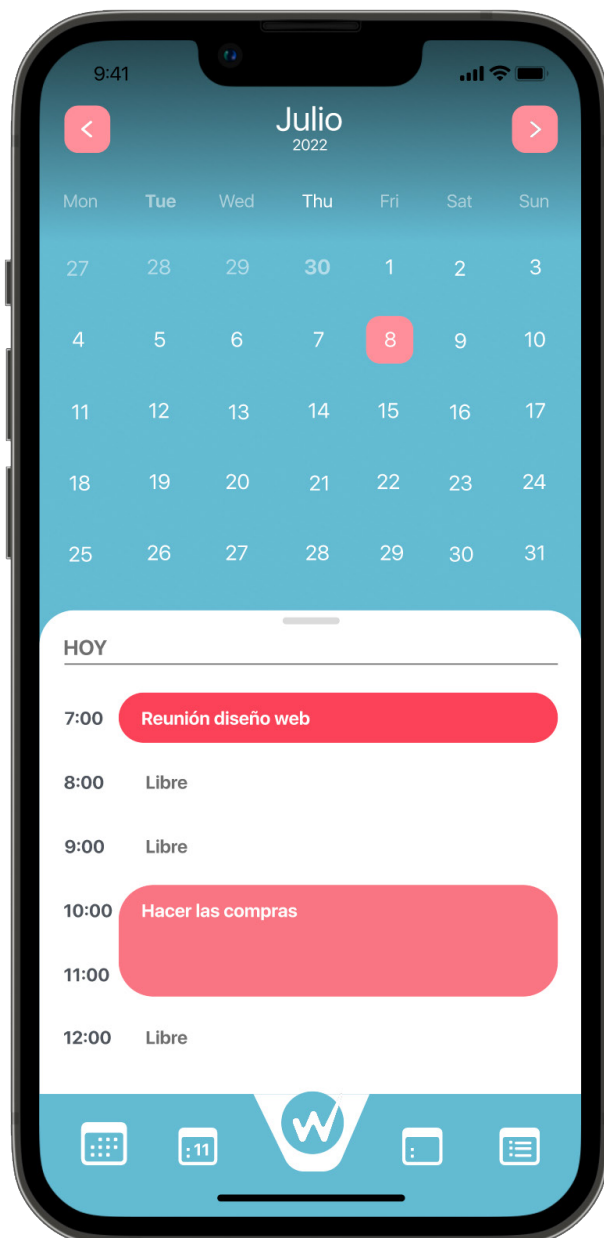 9:41
Julio
2022
Mon Tue Wed Thu Fri Sat Sun
27 28 29 30 1 2 3
4 5 6 7 8 9 10
11 12 13 14 15 16 17
18 19 20 21 22 23 24
25 26 27 28 29 30 31
HOY
7:00 Reunión diseño web
8:00 Libre
9:00 Libre
10:00 Hacer las compras
11:00
12:00 Libre
:11 W :